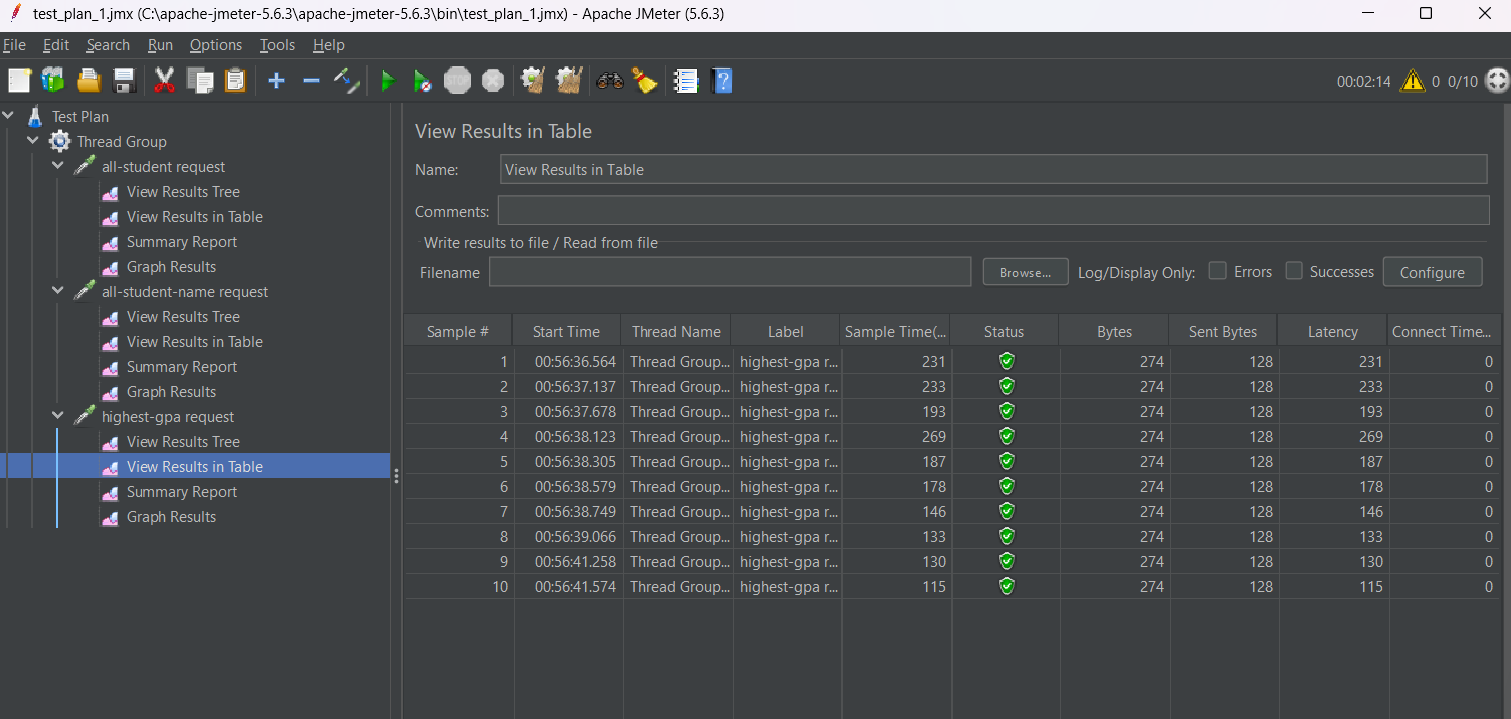 test_plan_1.jmx (C:\apache-jmeter-5.6.3\apache-jmeter-5.6.3\bin\test_plan_1.jmx) - Apache JMeter (5.6.3)
File Edit Search Run Options Tools Help
STOP 00:02:14 0 0/10
Test Plan
Thread Group
all-student request
View Results Tree
View Results in Table
Summary Report
Graph Results
all-student-name request
View Results Tree
View Results in Table
Summary Report
Graph Results
highest-gpa request
View Results Tree
View Results in Table
Summary Report
Graph Results
View Results in Table
Name: View Results in Table
Comments:
Write results to file / Read from file
Filename Browse... Log/Display Only: Errors Successes Configure
Sample # Start Time Thread Name Label Sample Time(... Status Bytes Sent Bytes Latency Connect Time...
1 00:56:36.564 Thread Group... highest-gpa r... 231 274 128 231 0
2 00:56:37.137 Thread Group... highest-gpa r... 233 274 128 233 0
3 00:56:37.678 Thread Group... highest-gpa r... 193 274 128 193 0
4 00:56:38.123 Thread Group... highest-gpa r... 269 274 128 269 0
5 00:56:38.305 Thread Group... highest-gpa r... 187 274 128 187 0
6 00:56:38.579 Thread Group... highest-gpa r... 178 274 128 178 0
7 00:56:38.749 Thread Group... highest-gpa r... 146 274 128 146 0
8 00:56:39.066 Thread Group... highest-gpa r... 133 274 128 133 0
9 00:56:41.258 Thread Group... highest-gpa r... 130 274 128 130 0
10 00:56:41.574 Thread Group... highest-gpa r... 115 274 128 115 0